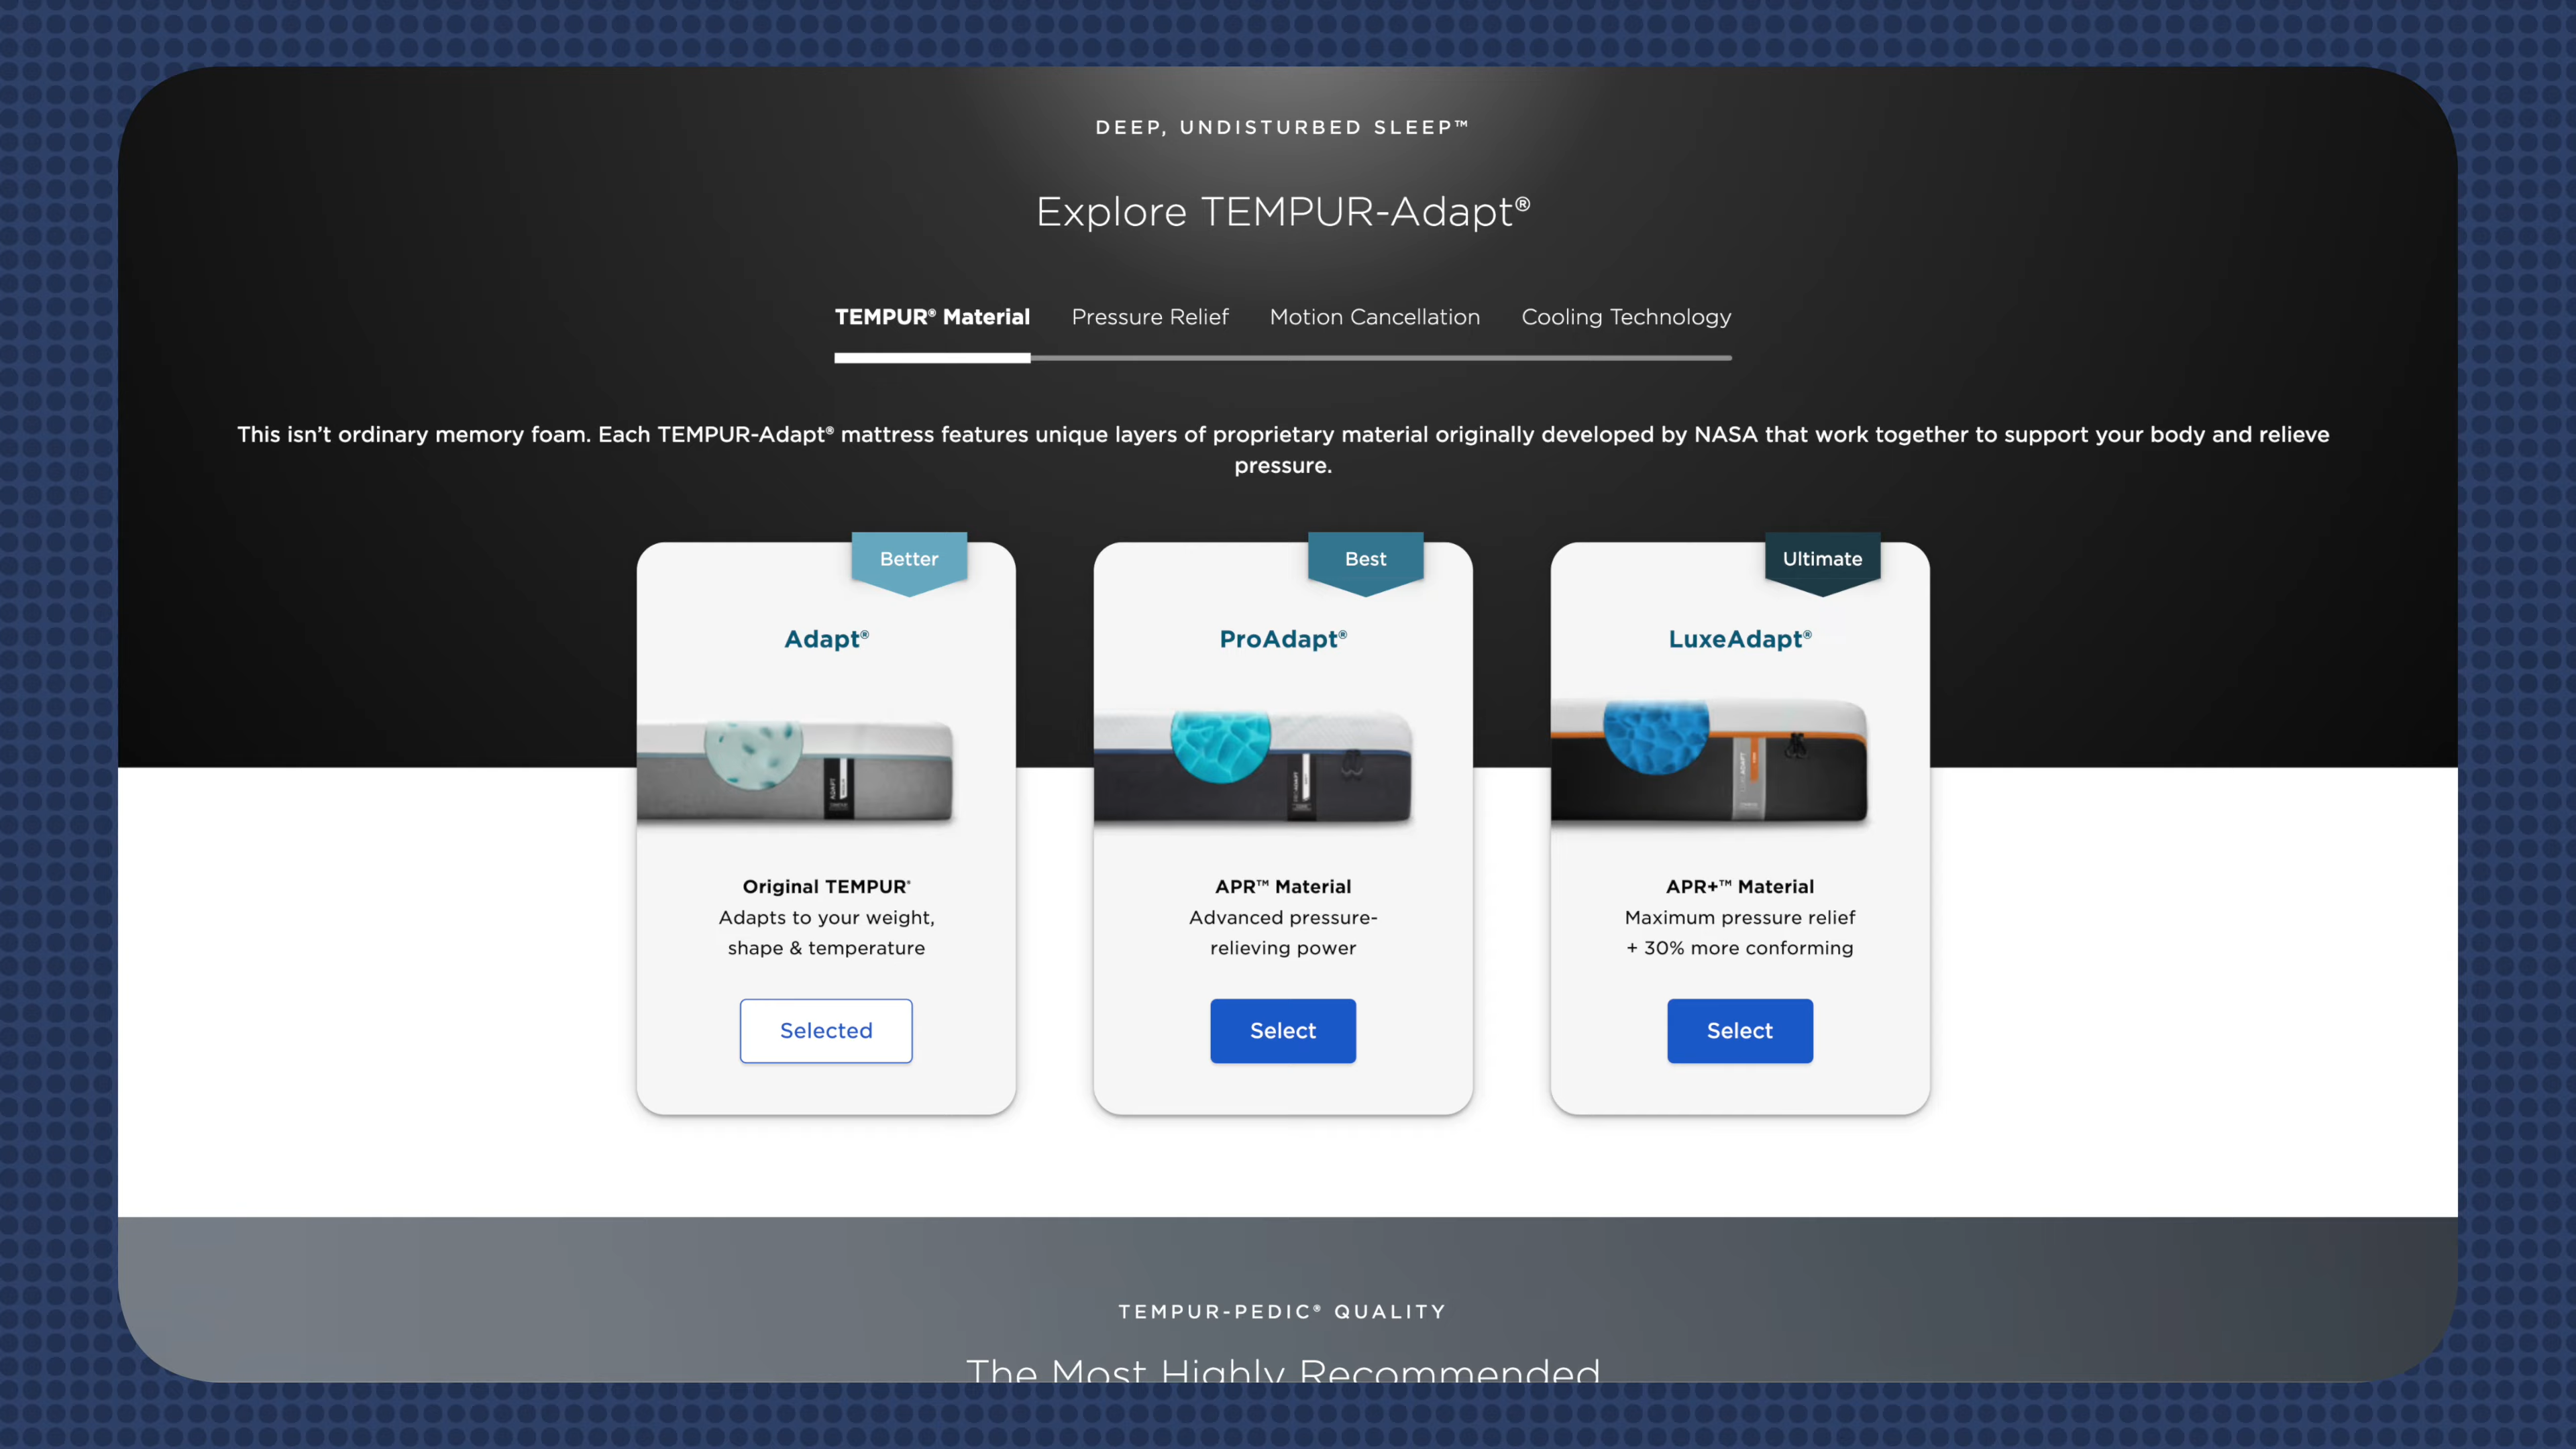 DEEP, UNDISTURBED SLEEP™
Explore TEMPUR-Adapt®
TEMPUR® Material Pressure Relief Motion Cancellation Cooling Technology
This isn’t ordinary memory foam. Each TEMPUR-Adapt® mattress features unique layers of proprietary material originally developed by NASA that work together to support your body and relieve
pressure.
Better
Adapt®
ADAPT
Original TEMPUR®
Adapts to your weight,
shape & temperature
Selected
Best
ProAdapt®
PROADAPT
APR™ Material
Advanced pressure-
relieving power
Select
Ultimate
LuxeAdapt®
LUXEADAPT
APR+™ Material
Maximum pressure relief
+ 30% more conforming
Select
TEMPUR-PEDIC® QUALITY
The Most Highly Recommended